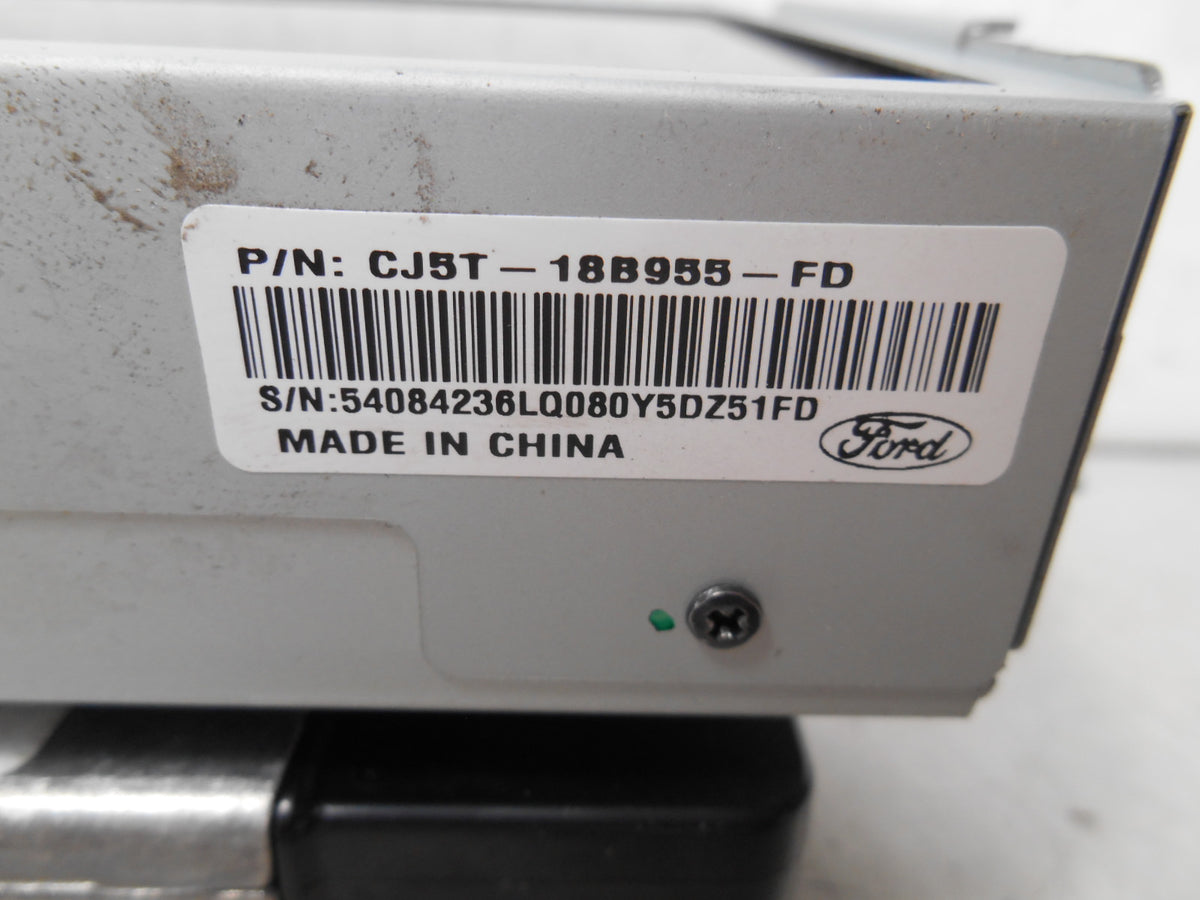 P/N: CJ5T-18B955-FD
S/N:54084236LQ080Y5DZ51FD
MADE IN CHINA
Ford